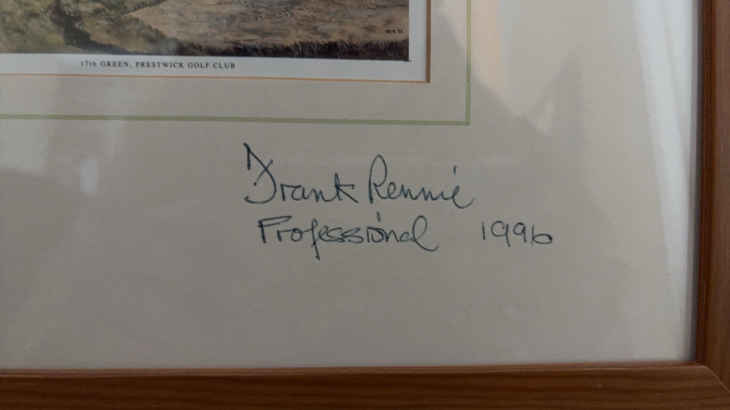 17th GREEN, PRESTWICK GOLF CLUB
Frank Rennie
Professional 1996